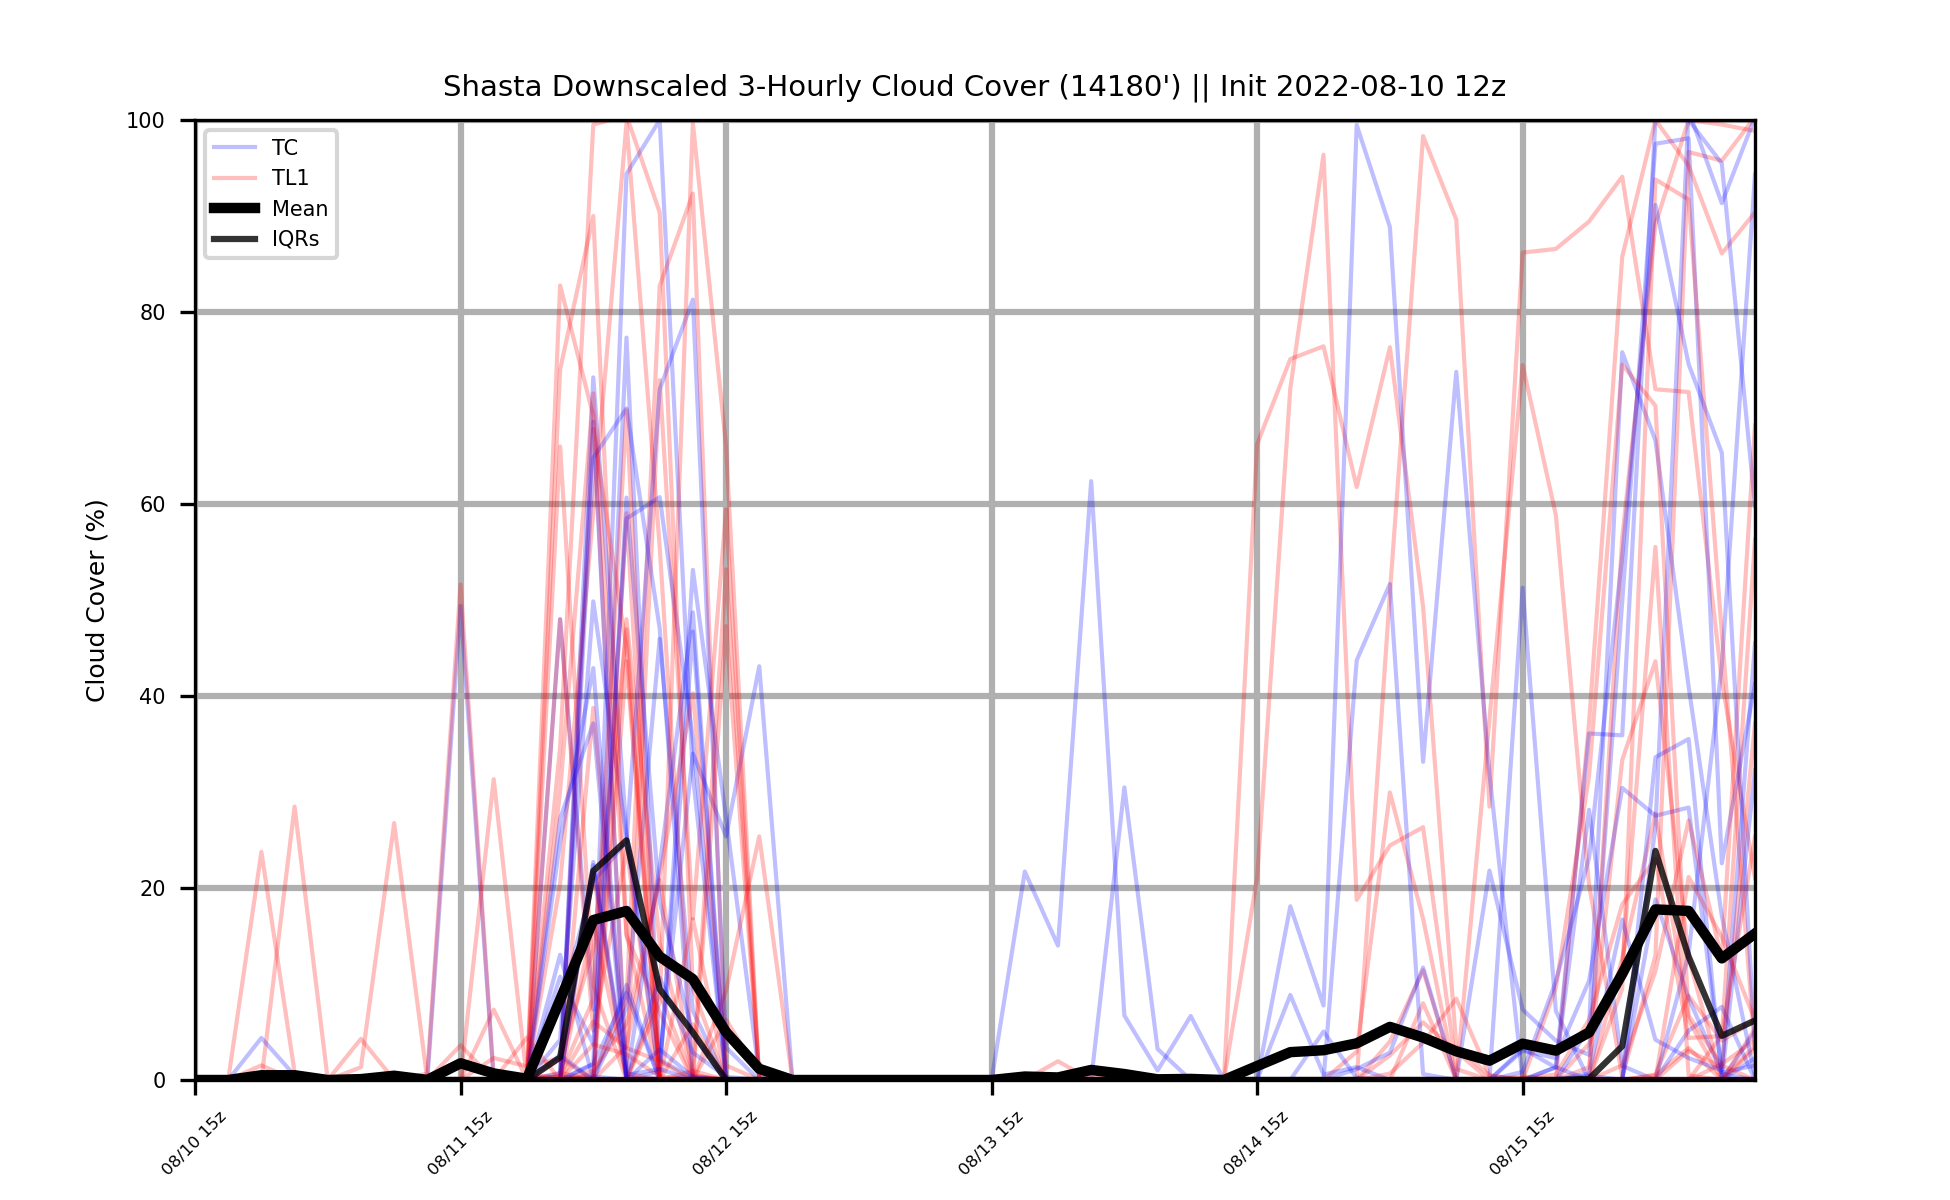 Shasta Downscaled 3-Hourly Cloud Cover (14180') || Init 2022-08-10 12z
100
80
60
40
20
0
Cloud Cover (%)
TC
TL1
Mean
IQRs
08/10 15z
08/11 15z
08/12 15z
08/13 15z
08/14 15z
08/15 15z